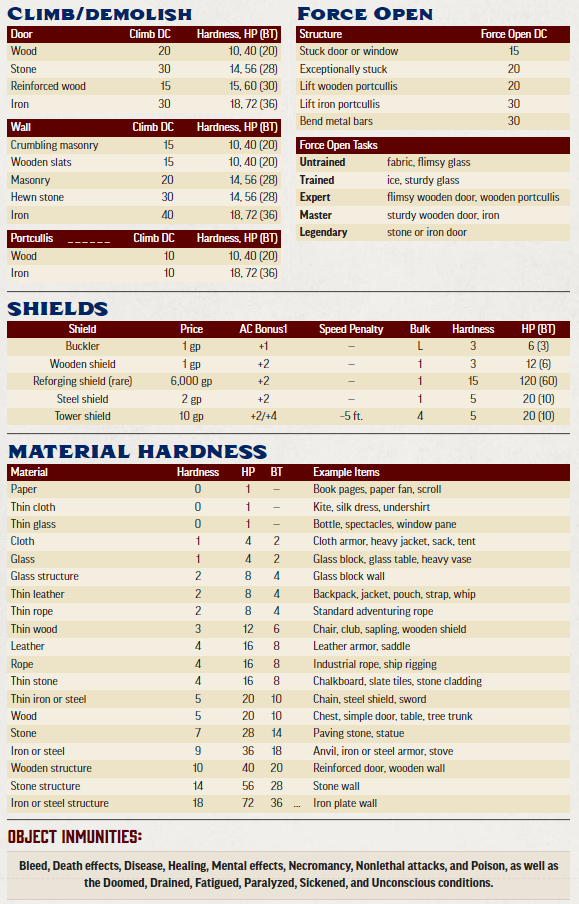 CLIMB/DEMOLISH
Door Climb DC Hardness, HP (BT)
Wood 20 10, 40 (20)
Stone 30 14, 56 (28)
Reinforced wood 15 15, 60 (30)
Iron 30 18, 72 (36)
Wall Climb DC Hardness, HP (BT)
Crumbling masonry 15 10, 40 (20)
Wooden slats 15 10, 40 (20)
Masonry 20 14, 56 (28)
Hewn stone 30 14, 56 (28)
Iron 40 18, 72 (36)
Portcullis _ _ _ _ _ _ Climb DC Hardness, HP (BT)
Wood 10 10, 40 (20)
Iron 10 18, 72 (36)
FORCE OPEN
Structure Force Open DC
Stuck door or window 15
Exceptionally stuck 20
Lift wooden portcullis 20
Lift iron portcullis 30
Bend metal bars 30
Force Open Tasks
Untrained fabric, flimsy glass
Trained ice, sturdy glass
Expert flimsy wooden door, wooden portcullis
Master sturdy wooden door, iron
Legendary stone or iron door
SHIELDS
Shield Price AC Bonus1 Speed Penalty Bulk Hardness HP (BT)
Buckler 1 gp +1 — L 3 6 (3)
Wooden shield 1 gp +2 — 1 3 12 (6)
Reforging shield (rare) 6,000 gp +2 — 1 15 120 (60)
Steel shield 2 gp +2 — 1 5 20 (10)
Tower shield 10 gp +2/+4 -5 ft. 4 5 20 (10)
MATERIAL HARDNESS
Material Hardness HP BT Example Items
Paper 0 1 — Book pages, paper fan, scroll
Thin cloth 0 1 — Kite, silk dress, undershirt
Thin glass 0 1 — Bottle, spectacles, window pane
Cloth 1 4 2 Cloth armor, heavy jacket, sack, tent
Glass 1 4 2 Glass block, glass table, heavy vase
Glass structure 2 8 4 Glass block wall
Thin leather 2 8 4 Backpack, jacket, pouch, strap, whip
Thin rope 2 8 4 Standard adventuring rope
Thin wood 3 12 6 Chair, club, sapling, wooden shield
Leather 4 16 8 Leather armor, saddle
Rope 4 16 8 Industrial rope, ship rigging
Thin stone 4 16 8 Chalkboard, slate tiles, stone cladding
Thin iron or steel 5 20 10 Chain, steel shield, sword
Wood 5 20 10 Chest, simple door, table, tree trunk
Stone 7 28 14 Paving stone, statue
Iron or steel 9 36 18 Anvil, iron or steel armor, stove
Wooden structure 10 40 20 Reinforced door, wooden wall
Stone structure 14 56 28 Stone wall
Iron or steel structure 18 72 36 ... Iron plate wall
OBJECT INMUNITIES:
Bleed, Death effects, Disease, Healing, Mental effects, Necromancy, Nonlethal attacks, and Poison, as well as
the Doomed, Drained, Fatigued, Paralyzed, Sickened, and Unconscious conditions.